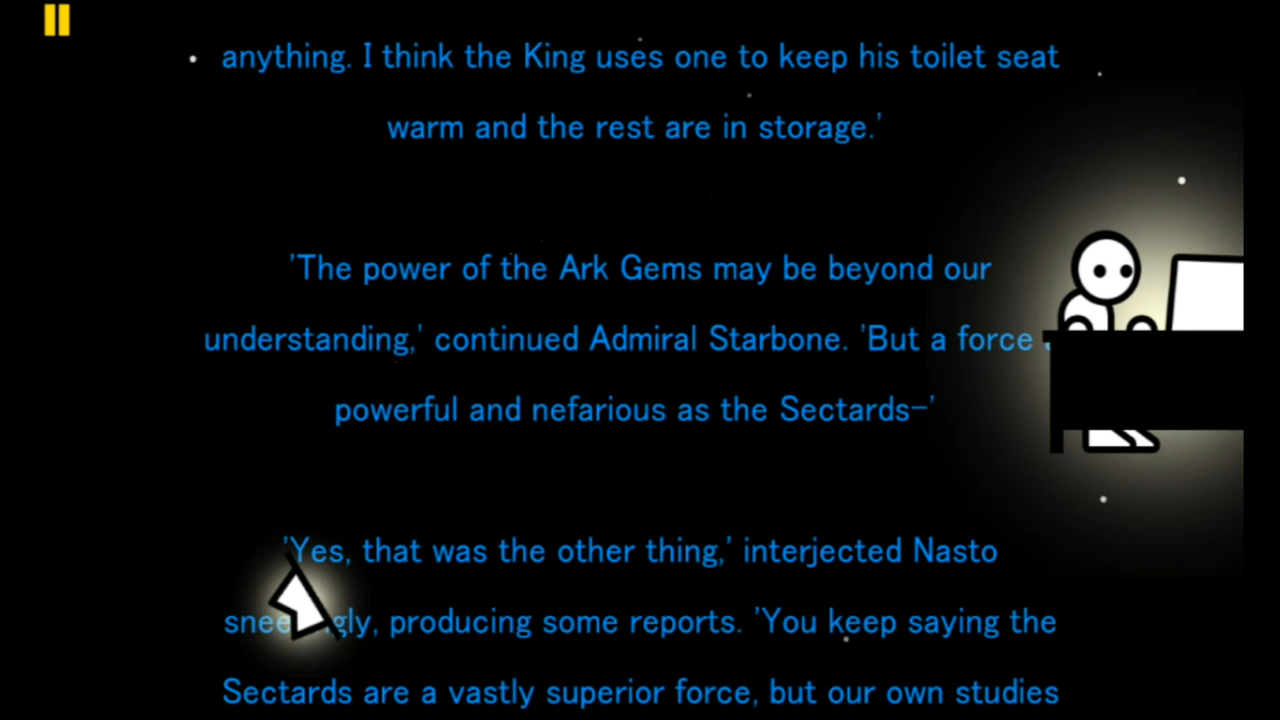 anything. I think the King uses one to keep his toilet seat
warm and the rest are in storage.'
'The power of the Ark Gems may be beyond our
understanding,' continued Admiral Starbone. 'But a force
powerful and nefarious as the Sectards–'
'Yes, that was the other thing,' interjected Nasto
producing some reports. 'You keep saying the
Sectards are a vastly superior force, but our own studies